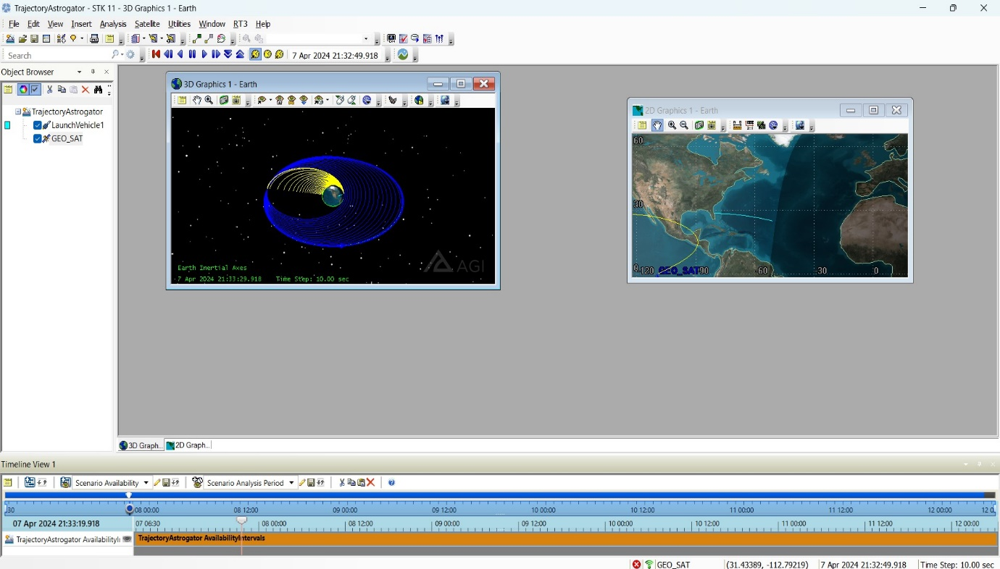 TrajectoryAstrogator - STK 11 - 3D Graphics 1 - Earth
File Edit View Insert Analysis Satellite Utilities Window RT3 Help
Search
7 Apr 2024 21:32:49.918
Object Browser
TrajectoryAstrogator
LaunchVehicle1
GEO_SAT
3D Graphics 1 - Earth
Earth Inertial Axes
7 Apr 2024 21:33:29.918 Time Step: 10.00 sec
AGI
2D Graphics 1 - Earth
60
30
0 -120 GEO_SAT -90 -60 -30 0
3D Graph... 2D Graph...
Timeline View 1
Scenario Availability Scenario Analysis Period
:30 08 00:00 08 12:00 09 00:00 09 12:00 10 00:00 10 12:00 11 00:00 11 12:00 12 00:00 12 0
07 Apr 2024 21:33:19.918 07 06:30 08 00:00 08 12:00 09 00:00 09 12:00 10 00:00 10 12:00 11 00:00 11 12:00 12 00:00
TrajectoryAstrogator AvailabilityI TrajectoryAstrogator AvailabilityIntervals
GEO_SAT (31.43389, -112.79219) 7 Apr 2024 21:32:49.918 Time Step: 10.00 sec